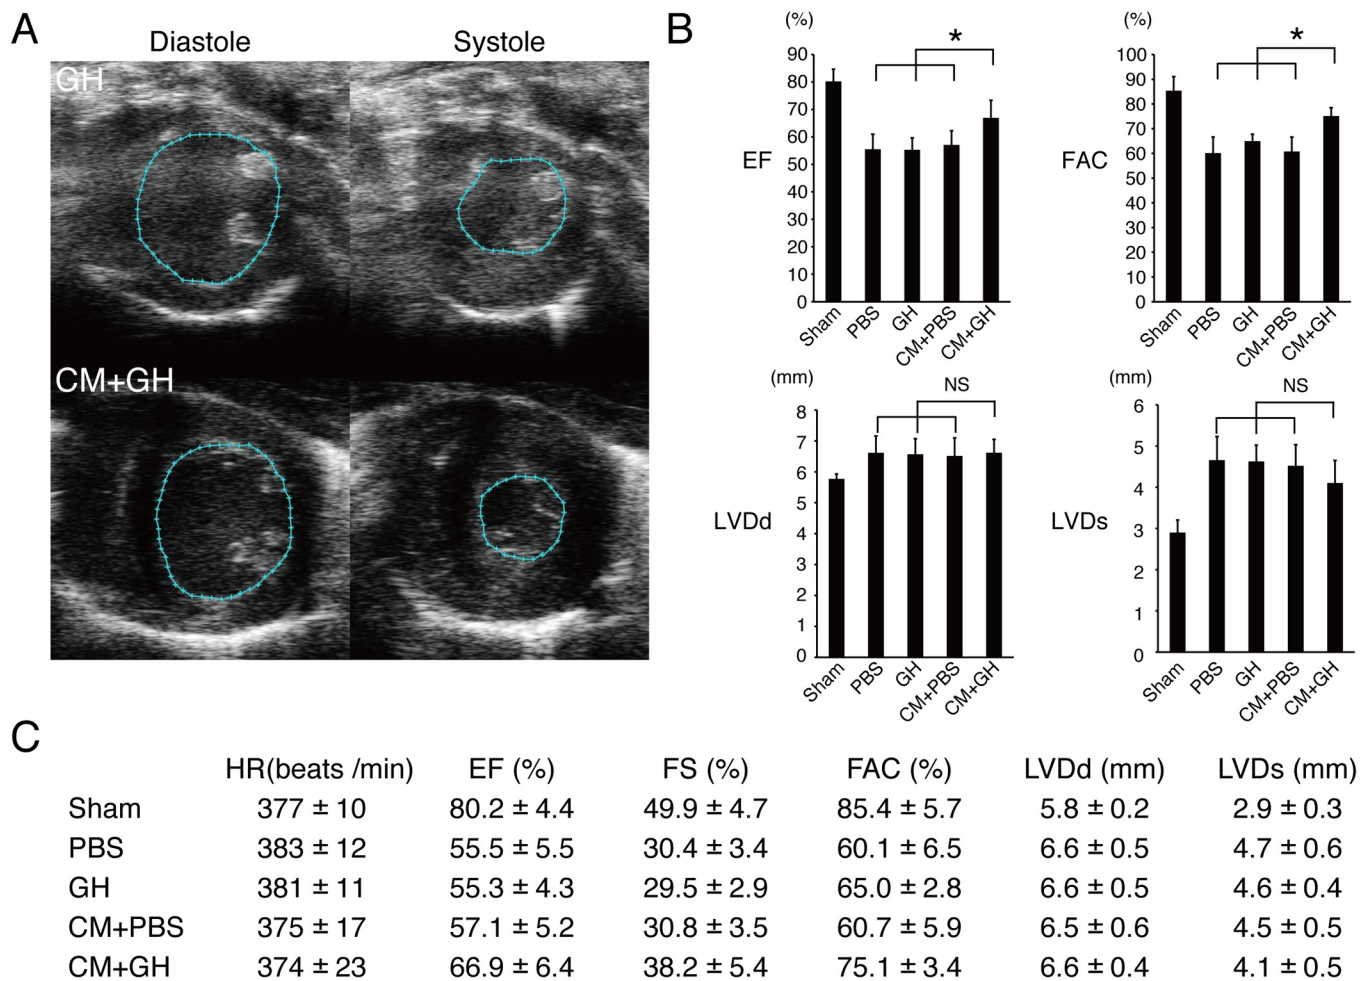 A
Diastole Systole
GH
CM+GH
B
(%)
90
80
70
60
50
40
30
20
10
0
EF
*
Sham PBS GH CM+PBS CM+GH
(%)
100
90
80
70
60
50
40
30
20
10
0
FAC
*
Sham PBS GH CM+PBS CM+GH
(mm)
8
7
6
5
4
3
2
1
0
LVDd
NS
Sham PBS GH CM+PBS CM+GH
(mm)
6
5
4
3
2
1
0
LVDs
NS
Sham PBS GH CM+PBS CM+GH
C
HR(beats /min) EF (%) FS (%) FAC (%) LVDd (mm) LVDs (mm)
Sham 377 ± 10 80.2 ± 4.4 49.9 ± 4.7 85.4 ± 5.7 5.8 ± 0.2 2.9 ± 0.3
PBS 383 ± 12 55.5 ± 5.5 30.4 ± 3.4 60.1 ± 6.5 6.6 ± 0.5 4.7 ± 0.6
GH 381 ± 11 55.3 ± 4.3 29.5 ± 2.9 65.0 ± 2.8 6.6 ± 0.5 4.6 ± 0.4
CM+PBS 375 ± 17 57.1 ± 5.2 30.8 ± 3.5 60.7 ± 5.9 6.5 ± 0.6 4.5 ± 0.5
CM+GH 374 ± 23 66.9 ± 6.4 38.2 ± 5.4 75.1 ± 3.4 6.6 ± 0.4 4.1 ± 0.5